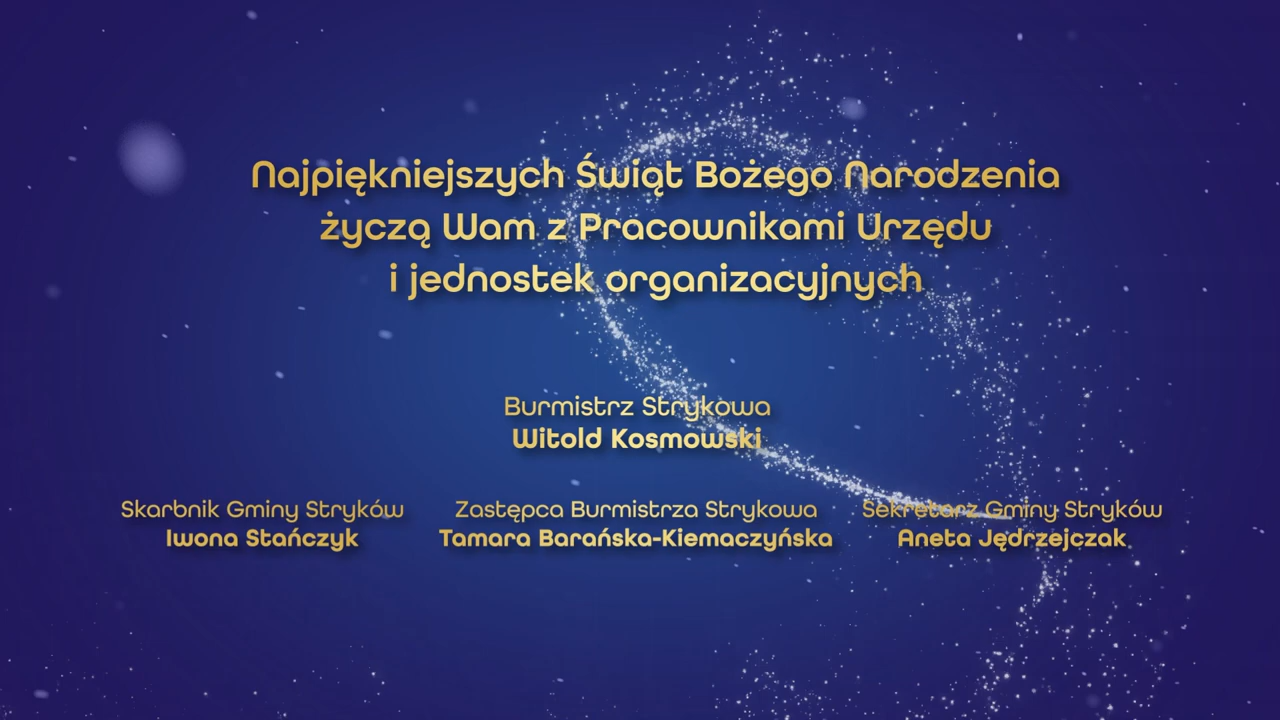 Najpiękniejszych Świąt Bożego Narodzenia
życzą Wam z Pracownikami Urzędu
i jednostek organizacyjnych
Burmistrz Strykowa
Witold Kosmowski
Skarbnik Gminy Stryków
Iwona Stańczyk
Zastępca Burmistrza Strykowa
Tamara Barańska-Kiemaczyńska
Sekretarz Gminy Stryków
Aneta Jędrzejczak